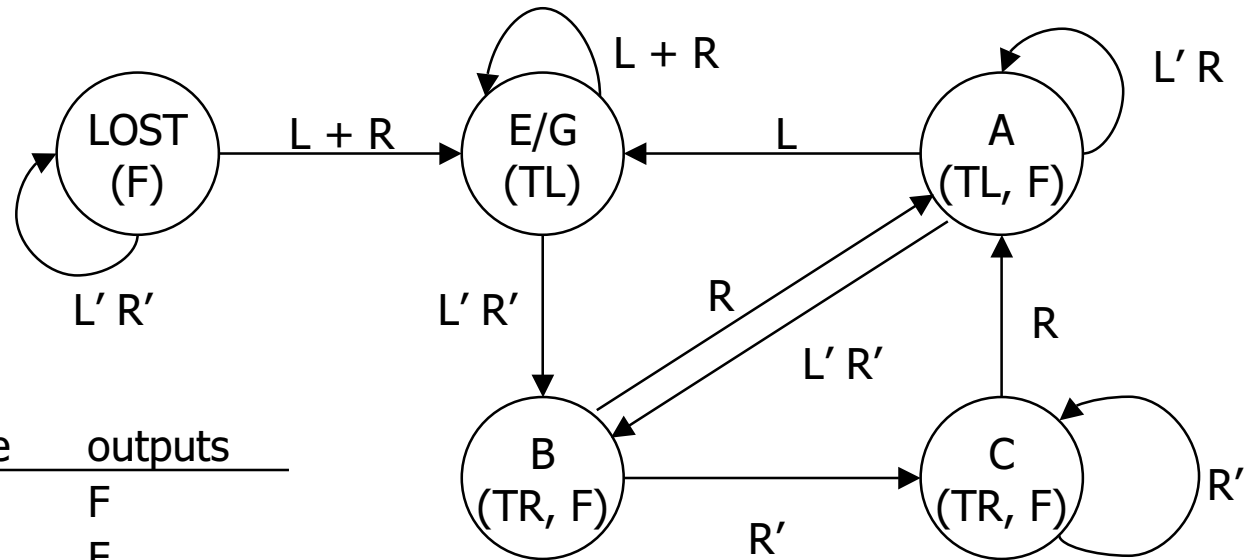 L + R
L' R
LOST
(F)
L + R
E/G
(TL)
L
A
(TL, F)
L' R'
L' R'
R
L' R'
R
outputs
F
B
(TR, F)
R'
C
(TR, F)
R'